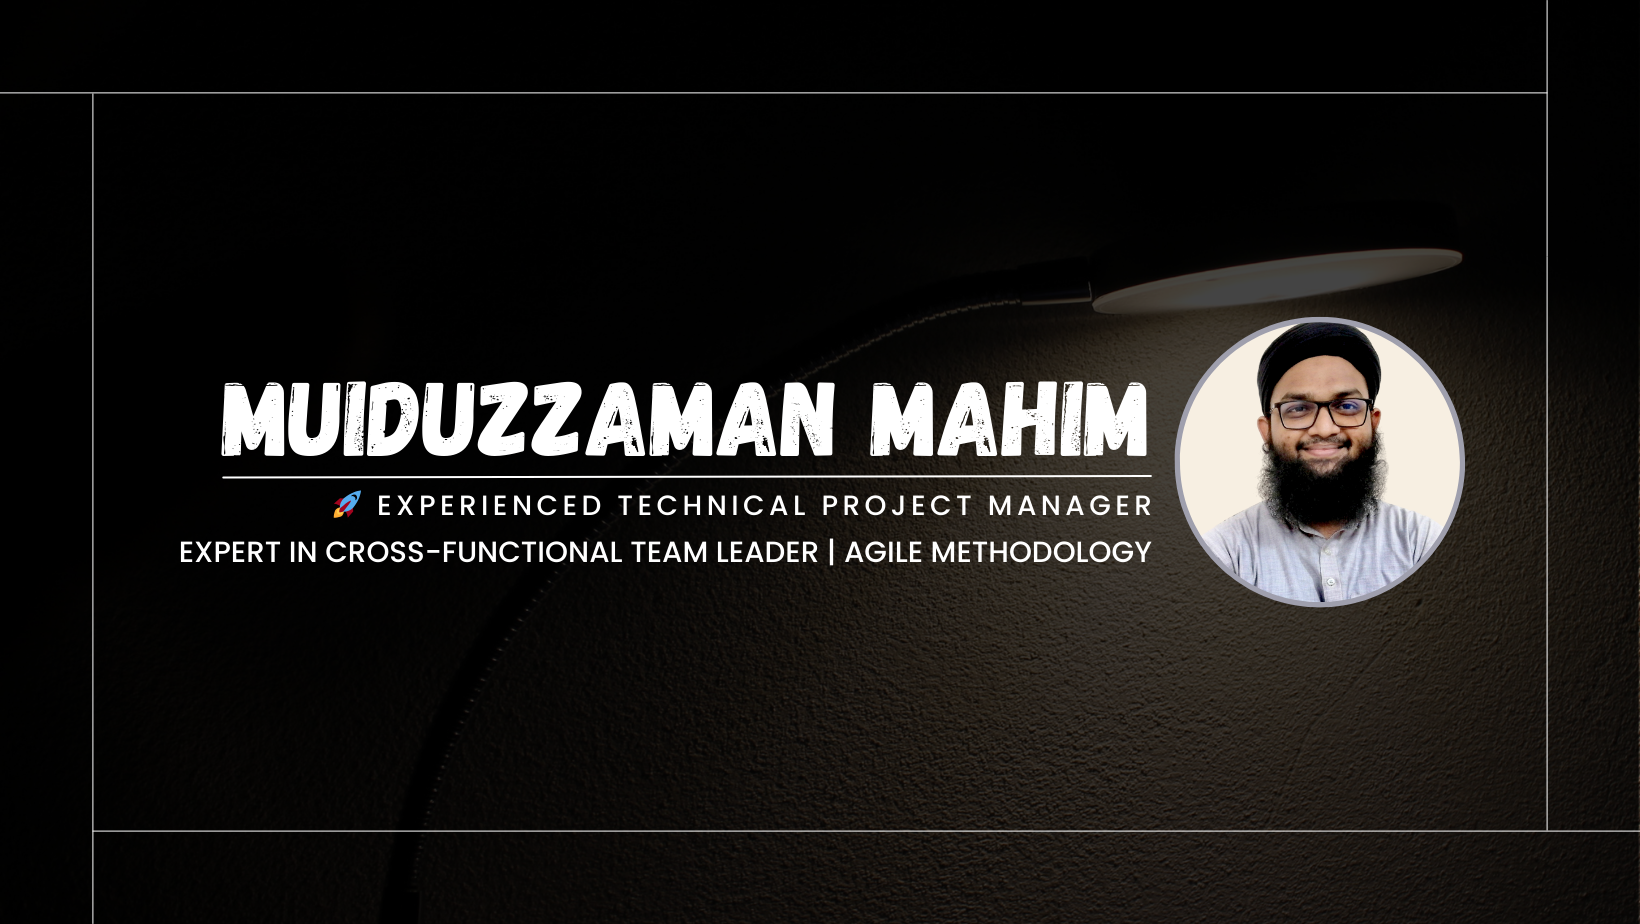 MUIDUZZAMAN MAHIM
🚀 EXPERIENCED TECHNICAL PROJECT MANAGER
EXPERT IN CROSS-FUNCTIONAL TEAM LEADER | AGILE METHODOLOGY